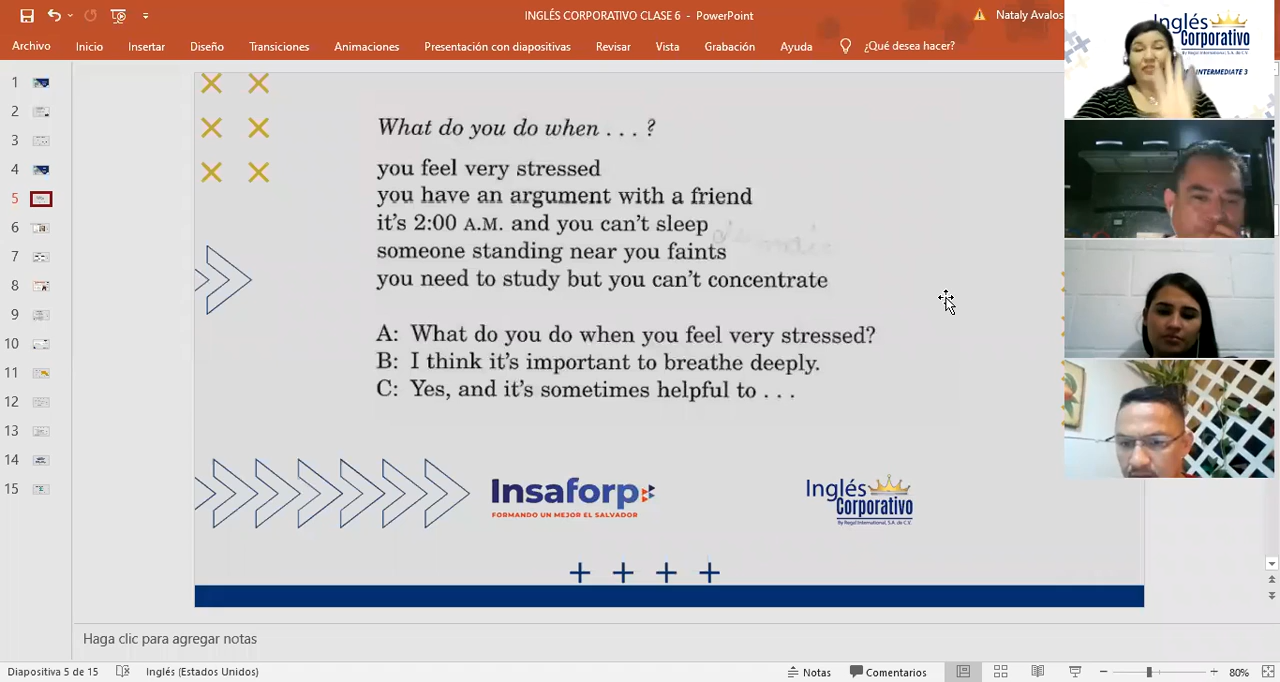 INGLÉS CORPORATIVO CLASE 6 - PowerPoint
Nataly Avalos
Archivo
Inicio
Insertar
Diseño
Transiciones
Animaciones
Presentación con diapositivas
Revisar
Vista
Grabación
Ayuda
¿Qué desea hacer?
Inglés
Corporativo
INTERMEDIATE 3
1
2
3
4
5
6
7
8
9
10
11
12
13
14
15
What do you do when . . . ?
you feel very stressed
you have an argument with a friend
it's 2:00 A.M. and you can't sleep
someone standing near you faints
you need to study but you can't concentrate
A: What do you do when you feel very stressed?
B: I think it's important to breathe deeply.
C: Yes, and it's sometimes helpful to . . .
Insaforp
FORMANDO UN MEJOR EL SALVADOR
Inglés
Corporativo
By Regal International, S.A. de C.V.
Haga clic para agregar notas
Diapositiva 5 de 15
Inglés (Estados Unidos)
Notas
Comentarios
80%